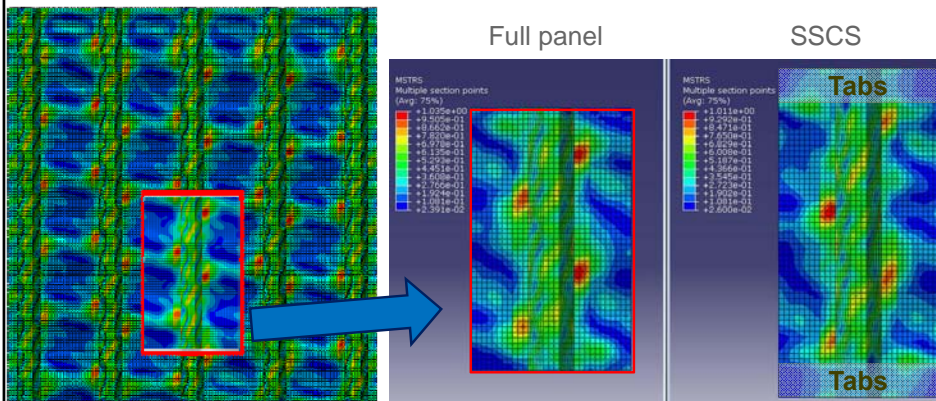 Full panel
SSCS
MSTRS
Multiple section points
(Avg: 75%)
+1.035e+00
+9.505e-01
+8.662e-01
+7.820e-01
+6.978e-01
+6.135e-01
+5.293e-01
+4.451e-01
+3.608e-01
+2.766e-01
+1.924e-01
+1.081e-01
+2.391e-02
MSTRS
Multiple section points
(Avg: 75%)
+1.011e+00
+9.292e-01
+8.471e-01
+7.650e-01
+6.829e-01
+6.008e-01
+5.187e-01
+4.366e-01
+3.545e-01
+2.723e-01
+1.902e-01
+1.081e-01
+2.600e-02
Tabs
Tabs